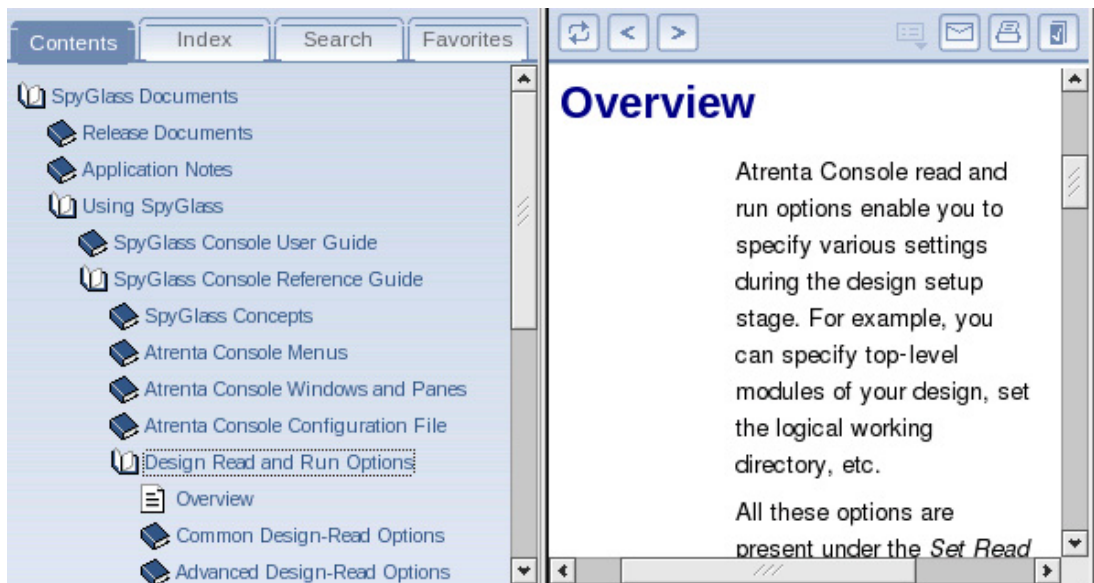 Contents Index Search Favorites
SpyGlass Documents
Release Documents
Application Notes
Using SpyGlass
SpyGlass Console User Guide
SpyGlass Console Reference Guide
SpyGlass Concepts
Atrenta Console Menus
Atrenta Console Windows and Panes
Atrenta Console Configuration File
Design Read and Run Options
Overview
Common Design-Read Options
Advanced Design-Read Options
Overview
Atrenta Console read and
run options enable you to
specify various settings
during the design setup
stage. For example, you
can specify top-level
modules of your design, set
the logical working
directory, etc.
All these options are
present under the Set Read